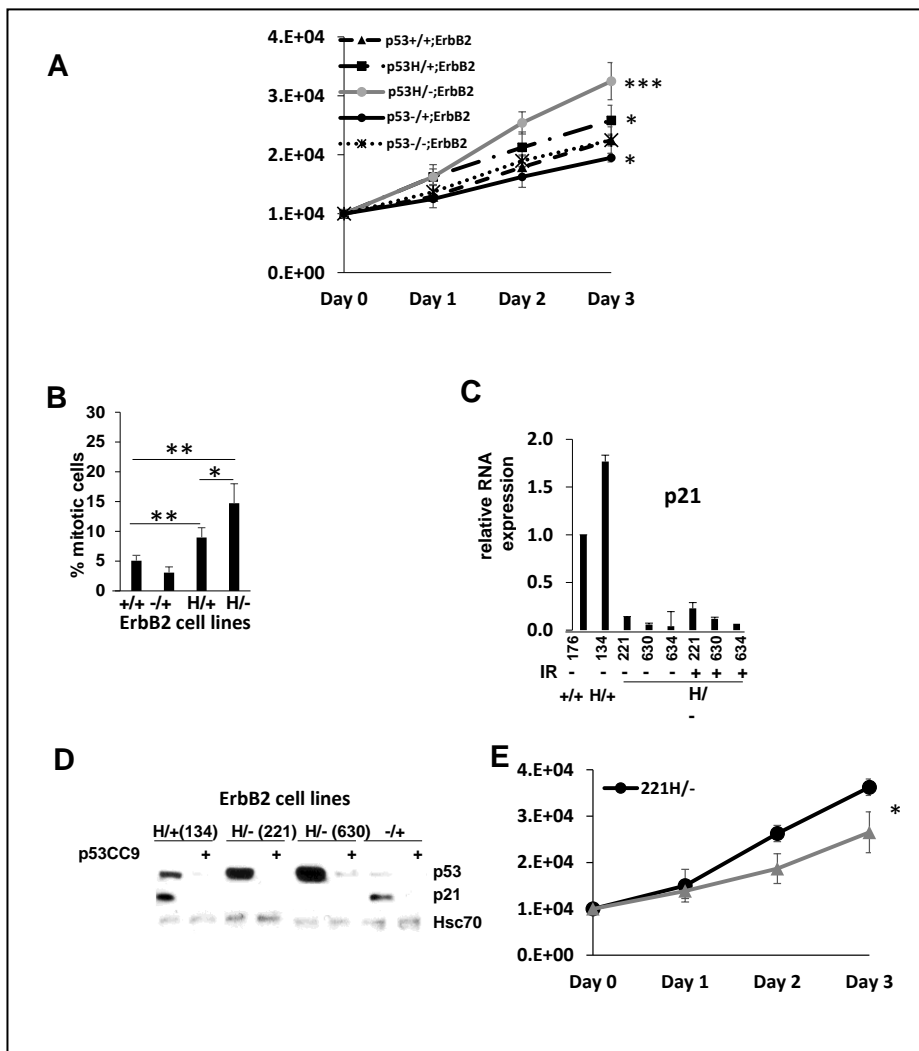 A
4.E+04
3.E+04
2.E+04
1.E+04
0.E+00
p53+/+;ErbB2
p53H/+;ErbB2
p53H/-;ErbB2
p53-/+;ErbB2
p53-/-;ErbB2
***
*
*
Day 0 Day 1 Day 2 Day 3
B
30
25
20
15
10
5
0
% mitotic cells
**
*
**
+/+ -/+ H/+ H/-
ErbB2 cell lines
C
relative RNA
expression
2.0
1.5
1.0
0.5
0.0
p21
176 134 221 630 634 221 630 634
IR - - - - - + + +
+/+ H/+ H/
-
D
ErbB2 cell lines
H/+(134) H/- (221) H/- (630) -/+
p53CC9 + + + +
p53
p21
Hsc70
E
4.E+04
3.E+04
2.E+04
1.E+04
0.E+00
221H/-
*
Day 0 Day 1 Day 2 Day 3